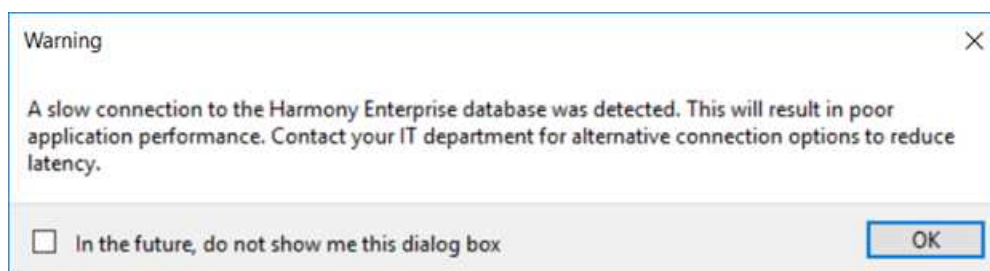 Warning
A slow connection to the Harmony Enterprise database was detected. This will result in poor
application performance. Contact your IT department for alternative connection options to reduce
latency.
In the future, do not show me this dialog box
OK